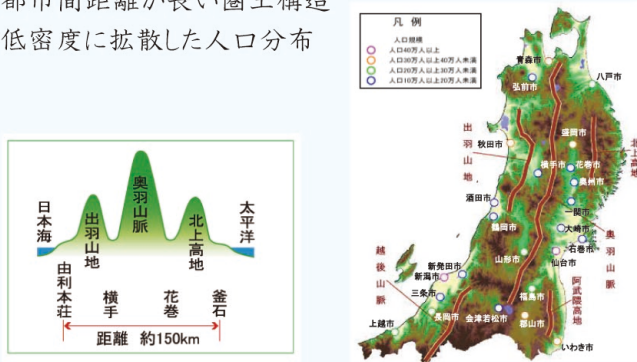 都市間距離が長い国土構造
低密度に拡散した人口分布
日本海
出羽山地
奥羽山脈
北上高地
太平洋
由利本荘
横手
花巻
釜石
距離 約150km
凡例
人口規模
人口40万人以上
人口30万人以上40万人未満
人口20万人以上30万人未満
人口10万人以上20万人未満
青森市
弘前市
八戸市
出羽山地
秋田市
盛岡市
北上高地
横手市
花巻市
奥州市
酒田市
一関市
鶴岡市
大崎市
石巻市
奥羽山脈
仙台市
山形市
越後山脈
新発田市
新潟市
三条市
阿武隈高地
福島市
長岡市
会津若松市
郡山市
上越市
いわき市